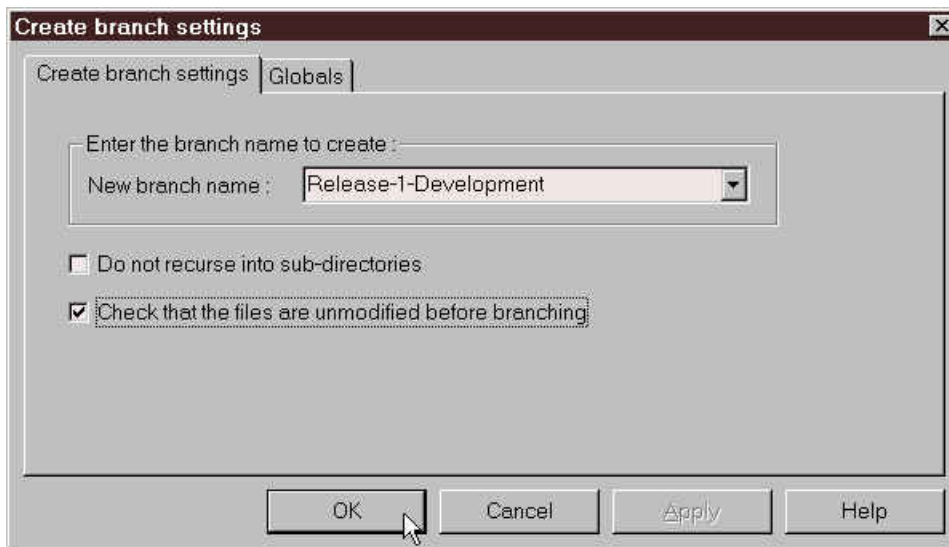 Create branch settings
Create branch settings Globals
Enter the branch name to create :
New branch name : Release-1-Development
Do not recurse into sub-directories
Check that the files are unmodified before branching
OK Cancel Apply Help